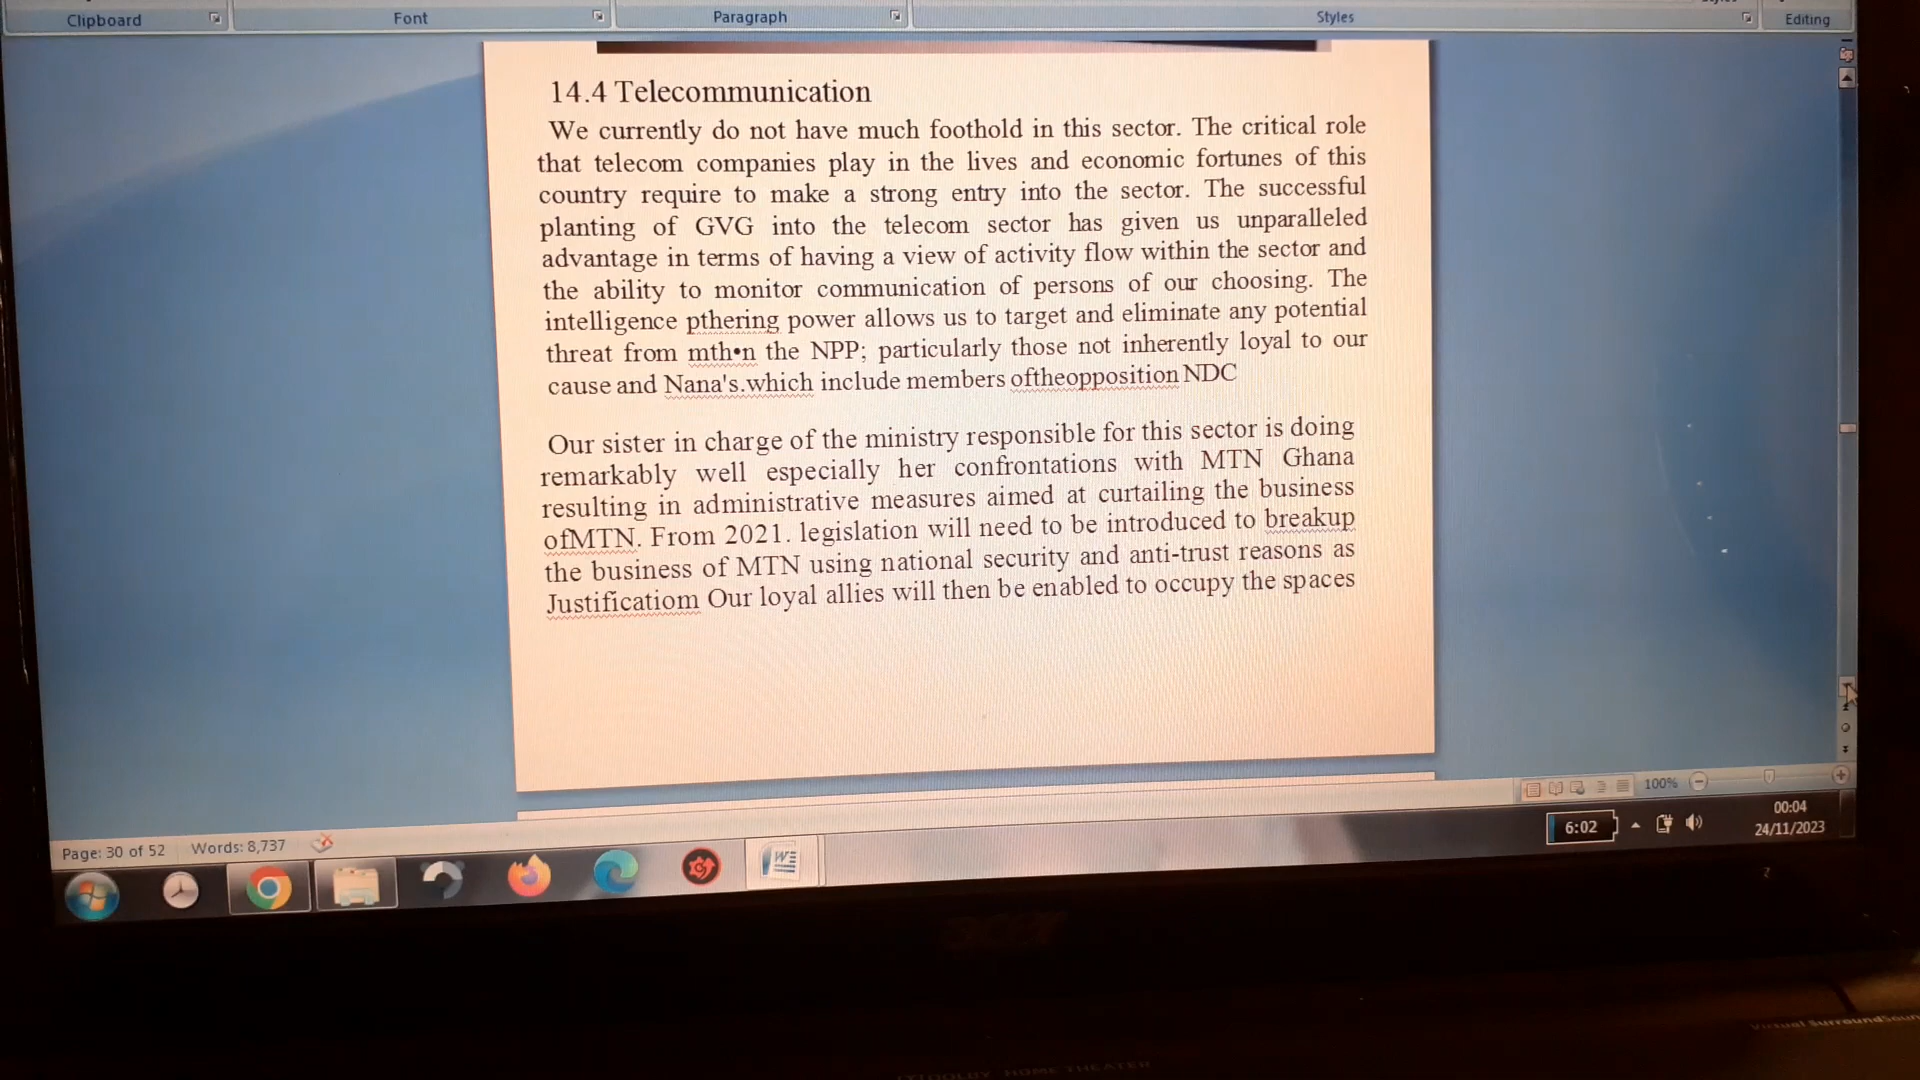 Clipboard
Font
Paragraph
Styles
Editing
14.4 Telecommunication
We currently do not have much foothold in this sector. The critical role
that telecom companies play in the lives and economic fortunes of this
country require to make a strong entry into the sector. The successful
planting of GVG into the telecom sector has given us unparalleled
advantage in terms of having a view of activity flow within the sector and
the ability to monitor communication of persons of our choosing. The
intelligence pthering power allows us to target and eliminate any potential
threat from mth•n the NPP; particularly those not inherently loyal to our
cause and Nana's.which include members oftheopposition NDC
Our sister in charge of the ministry responsible for this sector is doing
remarkably well especially her confrontations with MTN Ghana
resulting in administrative measures aimed at curtailing the business
ofMTN. From 2021. legislation will need to be introduced to breakup
the business of MTN using national security and anti-trust reasons as
Justificatiom Our loyal allies will then be enabled to occupy the spaces
100%
Page: 30 of 52 Words: 8,737
6:02
00:04
24/11/2023
acer
Virtual SurroundSoun
DOLBY HOME THEATER